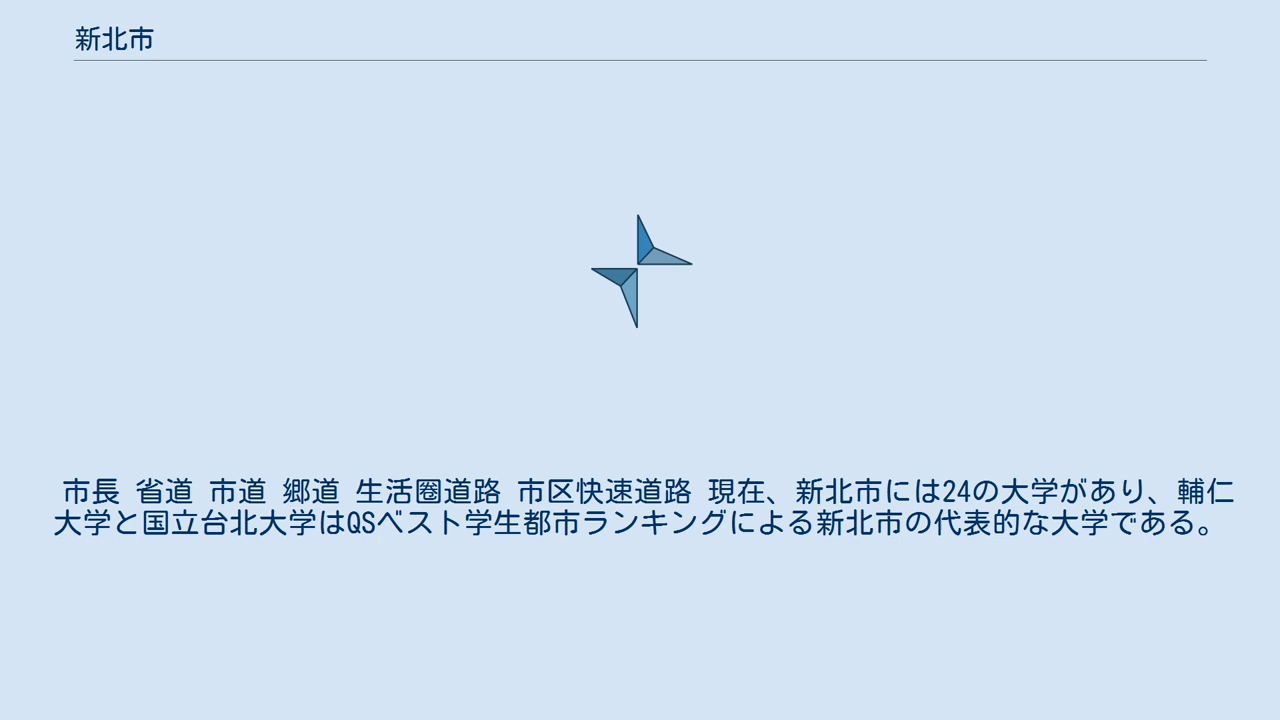 新北市
市長 省道 市道 郷道 生活圏道路 市区快速道路 現在、新北市には24の大学があり、輔仁
大学と国立台北大学はQSベスト学生都市ランキングによる新北市の代表的な大学である。